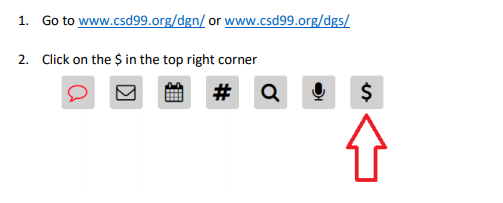 1. Go to www.csd99.org/dgn/ or www.csd99.org/dgs/
2. Click on the $ in the top right corner
# $